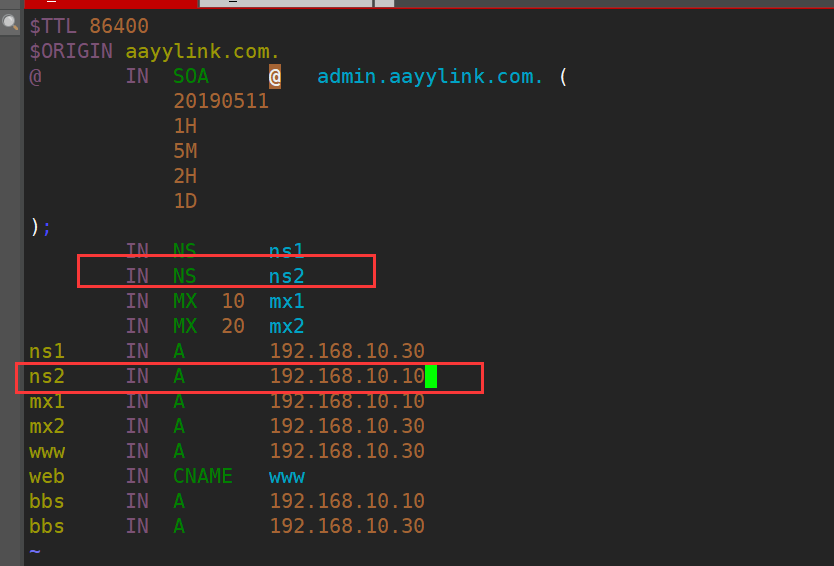 $TTL 86400
$ORIGIN aayylink.com.
@ IN SOA @ admin.aayylink.com. (
20190511
1H
5M
2H
1D
);
IN NS ns1
IN NS ns2
IN MX 10 mx1
IN MX 20 mx2
ns1 IN A 192.168.10.30
ns2 IN A 192.168.10.10
mx1 IN A 192.168.10.10
mx2 IN A 192.168.10.30
www IN A 192.168.10.30
web IN CNAME www
bbs IN A 192.168.10.10
bbs IN A 192.168.10.30
~